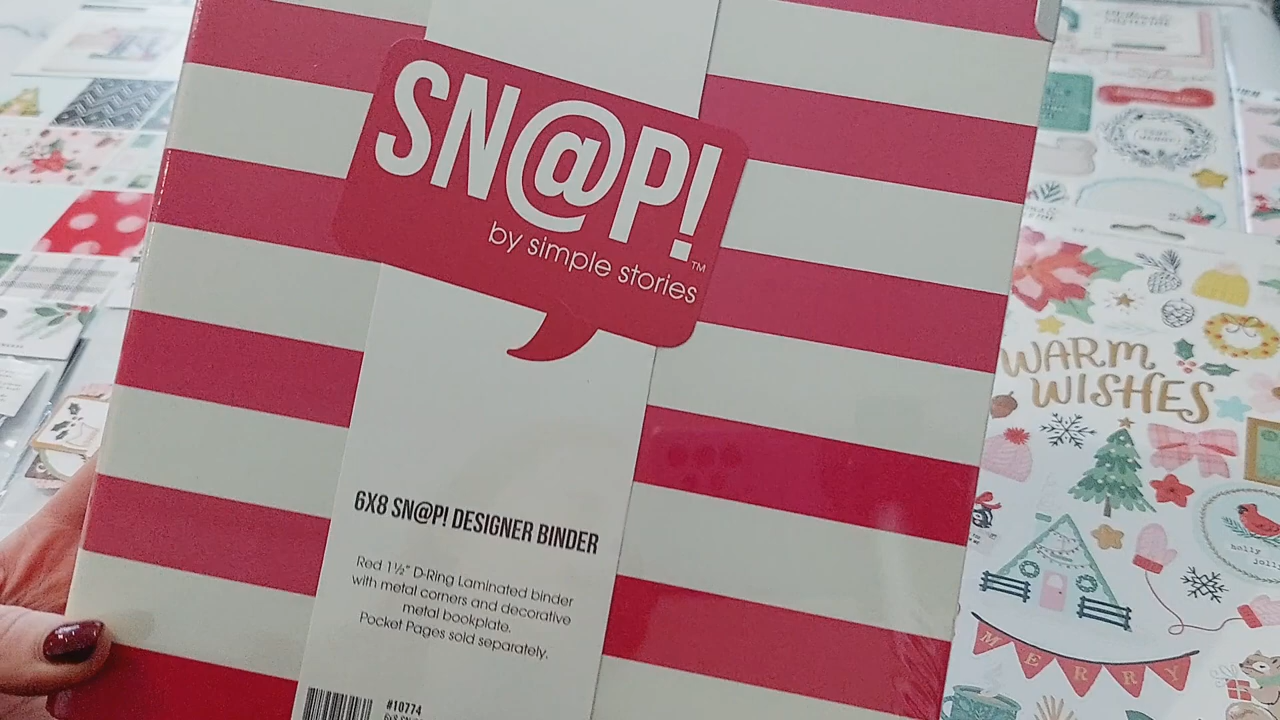 SN@P!
™
by simple stories
6X8 SN@P! DESIGNER BINDER
Red 1½" D-Ring Laminated binder
with metal corners and decorative
metal bookplate.
Pocket Pages sold separately.
#10774
WARM
WISHES
holly
MERRY